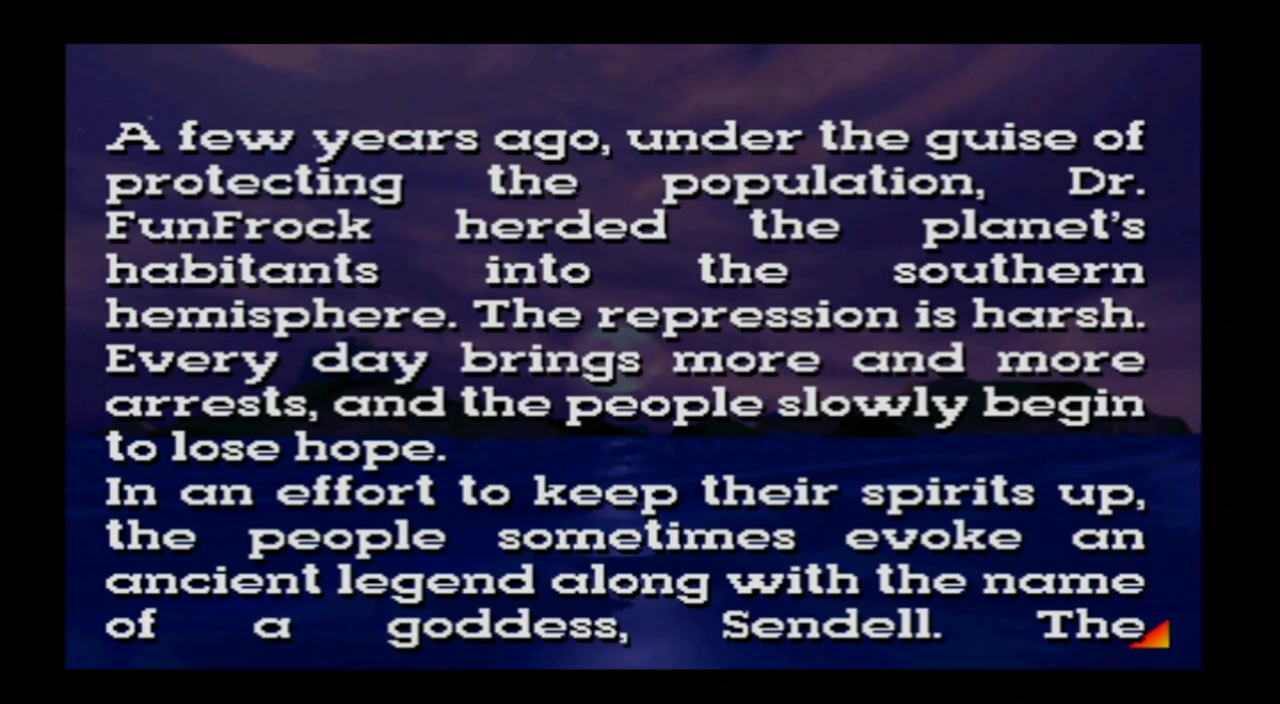 A few years ago, under the guise of
protecting the population, Dr.
FunFrock herded the planet's
habitants into the southern
hemisphere. The repression is harsh.
Every day brings more and more
arrests, and the people slowly begin
to lose hope.
In an effort to keep their spirits up,
the people sometimes evoke an
ancient legend along with the name
of a goddess, Sendell. The